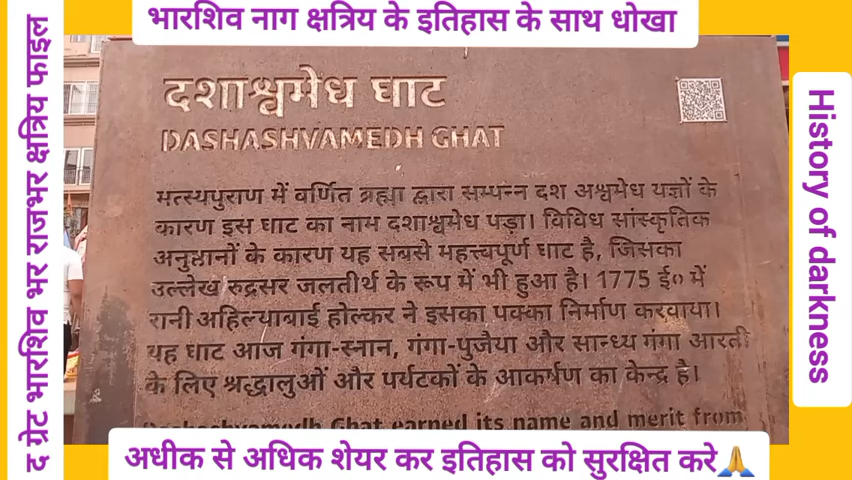 भारशिव नाग क्षत्रिय के इतिहास के साथ धोखा
द ग्रेट भारशिव भर राजभर क्षत्रिय फाइल
दशाश्वमेध घाट
DASHASHVAMEDH GHAT
मत्स्यपुराण में वर्णित ब्रह्मा द्वारा सम्पन्न दश अश्वमेध यज्ञों के
कारण इस घाट का नाम दशाश्वमेध पड़ा। विविध सांस्कृतिक
अनुष्ठानों के कारण यह सबसे महत्त्वपूर्ण घाट है, जिसका
उल्लेख रुद्रसर जलतीर्थ के रूप में भी हुआ है। 1775 ई० में
रानी अहिल्याबाई होल्कर ने इसका पक्का निर्माण करवाया।
यह घाट आज गंगा-स्नान, गंगा-पुजैया और सान्ध्य गंगा आरती
के लिए श्रद्धालुओं और पर्यटकों के आकर्षण का केन्द्र है।
Dashashvamedh Ghat earned its name and merit from
History of darkness
अधीक से अधिक शेयर कर इतिहास को सुरक्षित करे🙏